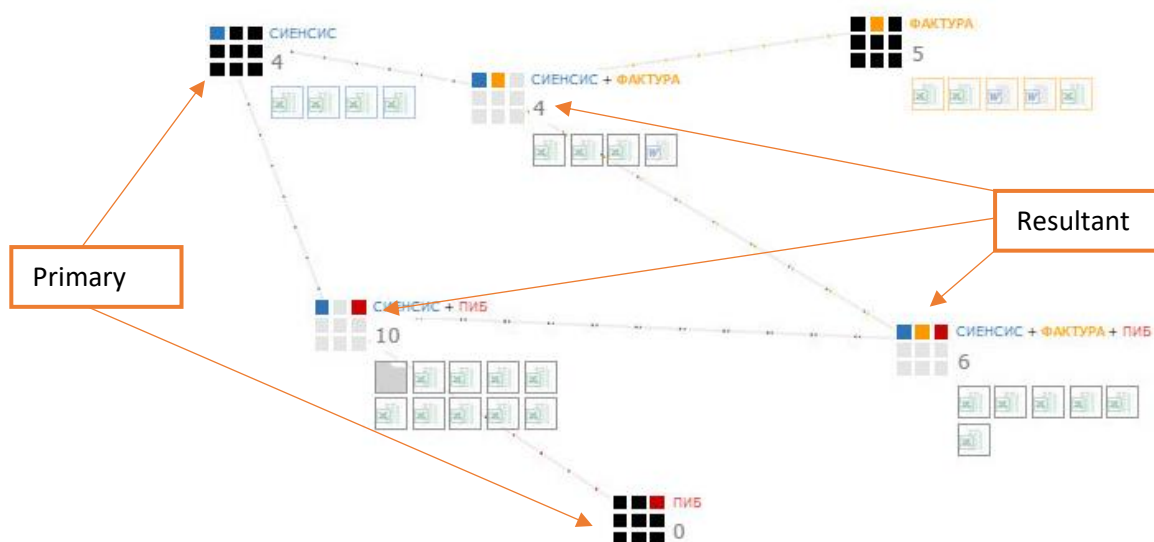 СИЕНСИС
4
СИЕНСИС + ФАКТУРА
4
ФАКТУРА
5
Primary
Resultant
СИЕНСИС + ПИБ
10
СИЕНСИС + ФАКТУРА + ПИБ
6
ПИБ
0